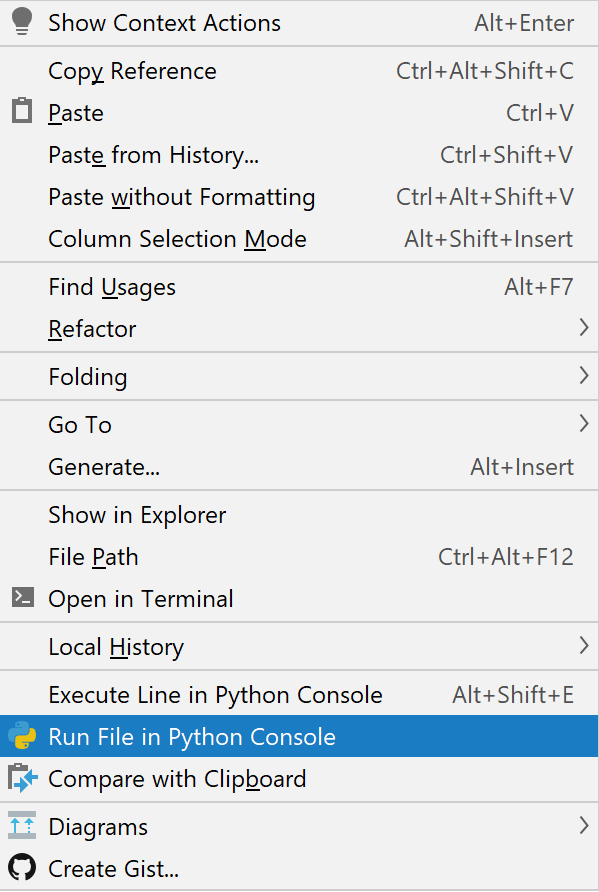 Show Context Actions Alt+Enter
Copy Reference Ctrl+Alt+Shift+C
Paste Ctrl+V
Paste from History... Ctrl+Shift+V
Paste without Formatting Ctrl+Alt+Shift+V
Column Selection Mode Alt+Shift+Insert
Find Usages Alt+F7
Refactor
Folding
Go To
Generate... Alt+Insert
Show in Explorer
File Path Ctrl+Alt+F12
Open in Terminal
Local History
Execute Line in Python Console Alt+Shift+E
Run File in Python Console
Compare with Clipboard
Diagrams
Create Gist...